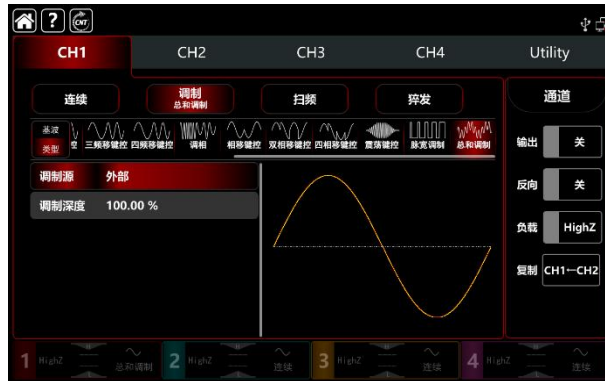 CNT
CH1 CH2 CH3 CH4 Utility
连续 调制 扫频 猝发 通道
总和调制
基波
类型 控 三频移键控 四频移键控 调相 相移键控 双相移键控 四相移键控 震荡键控 脉宽调制 总和调制
输出 关
调制源 外部
反向 关
调制深度 100.00 %
负载 HighZ
复制 CH1←CH2
1 HighZ 总和调制 2 HighZ 连续 3 HighZ 连续 4 HighZ 连续